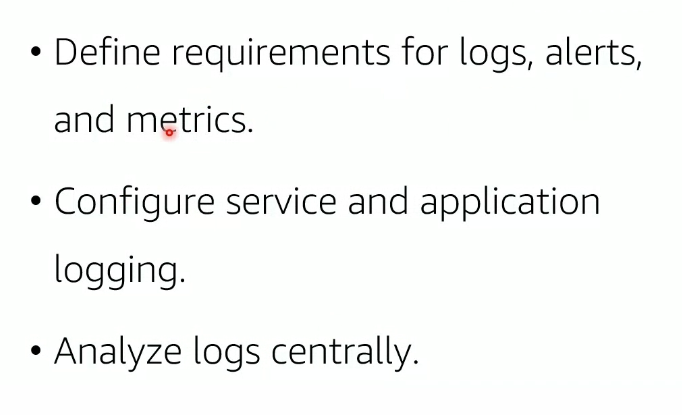 • Define requirements for logs, alerts,
and metrics.
• Configure service and application
logging.
• Analyze logs centrally.